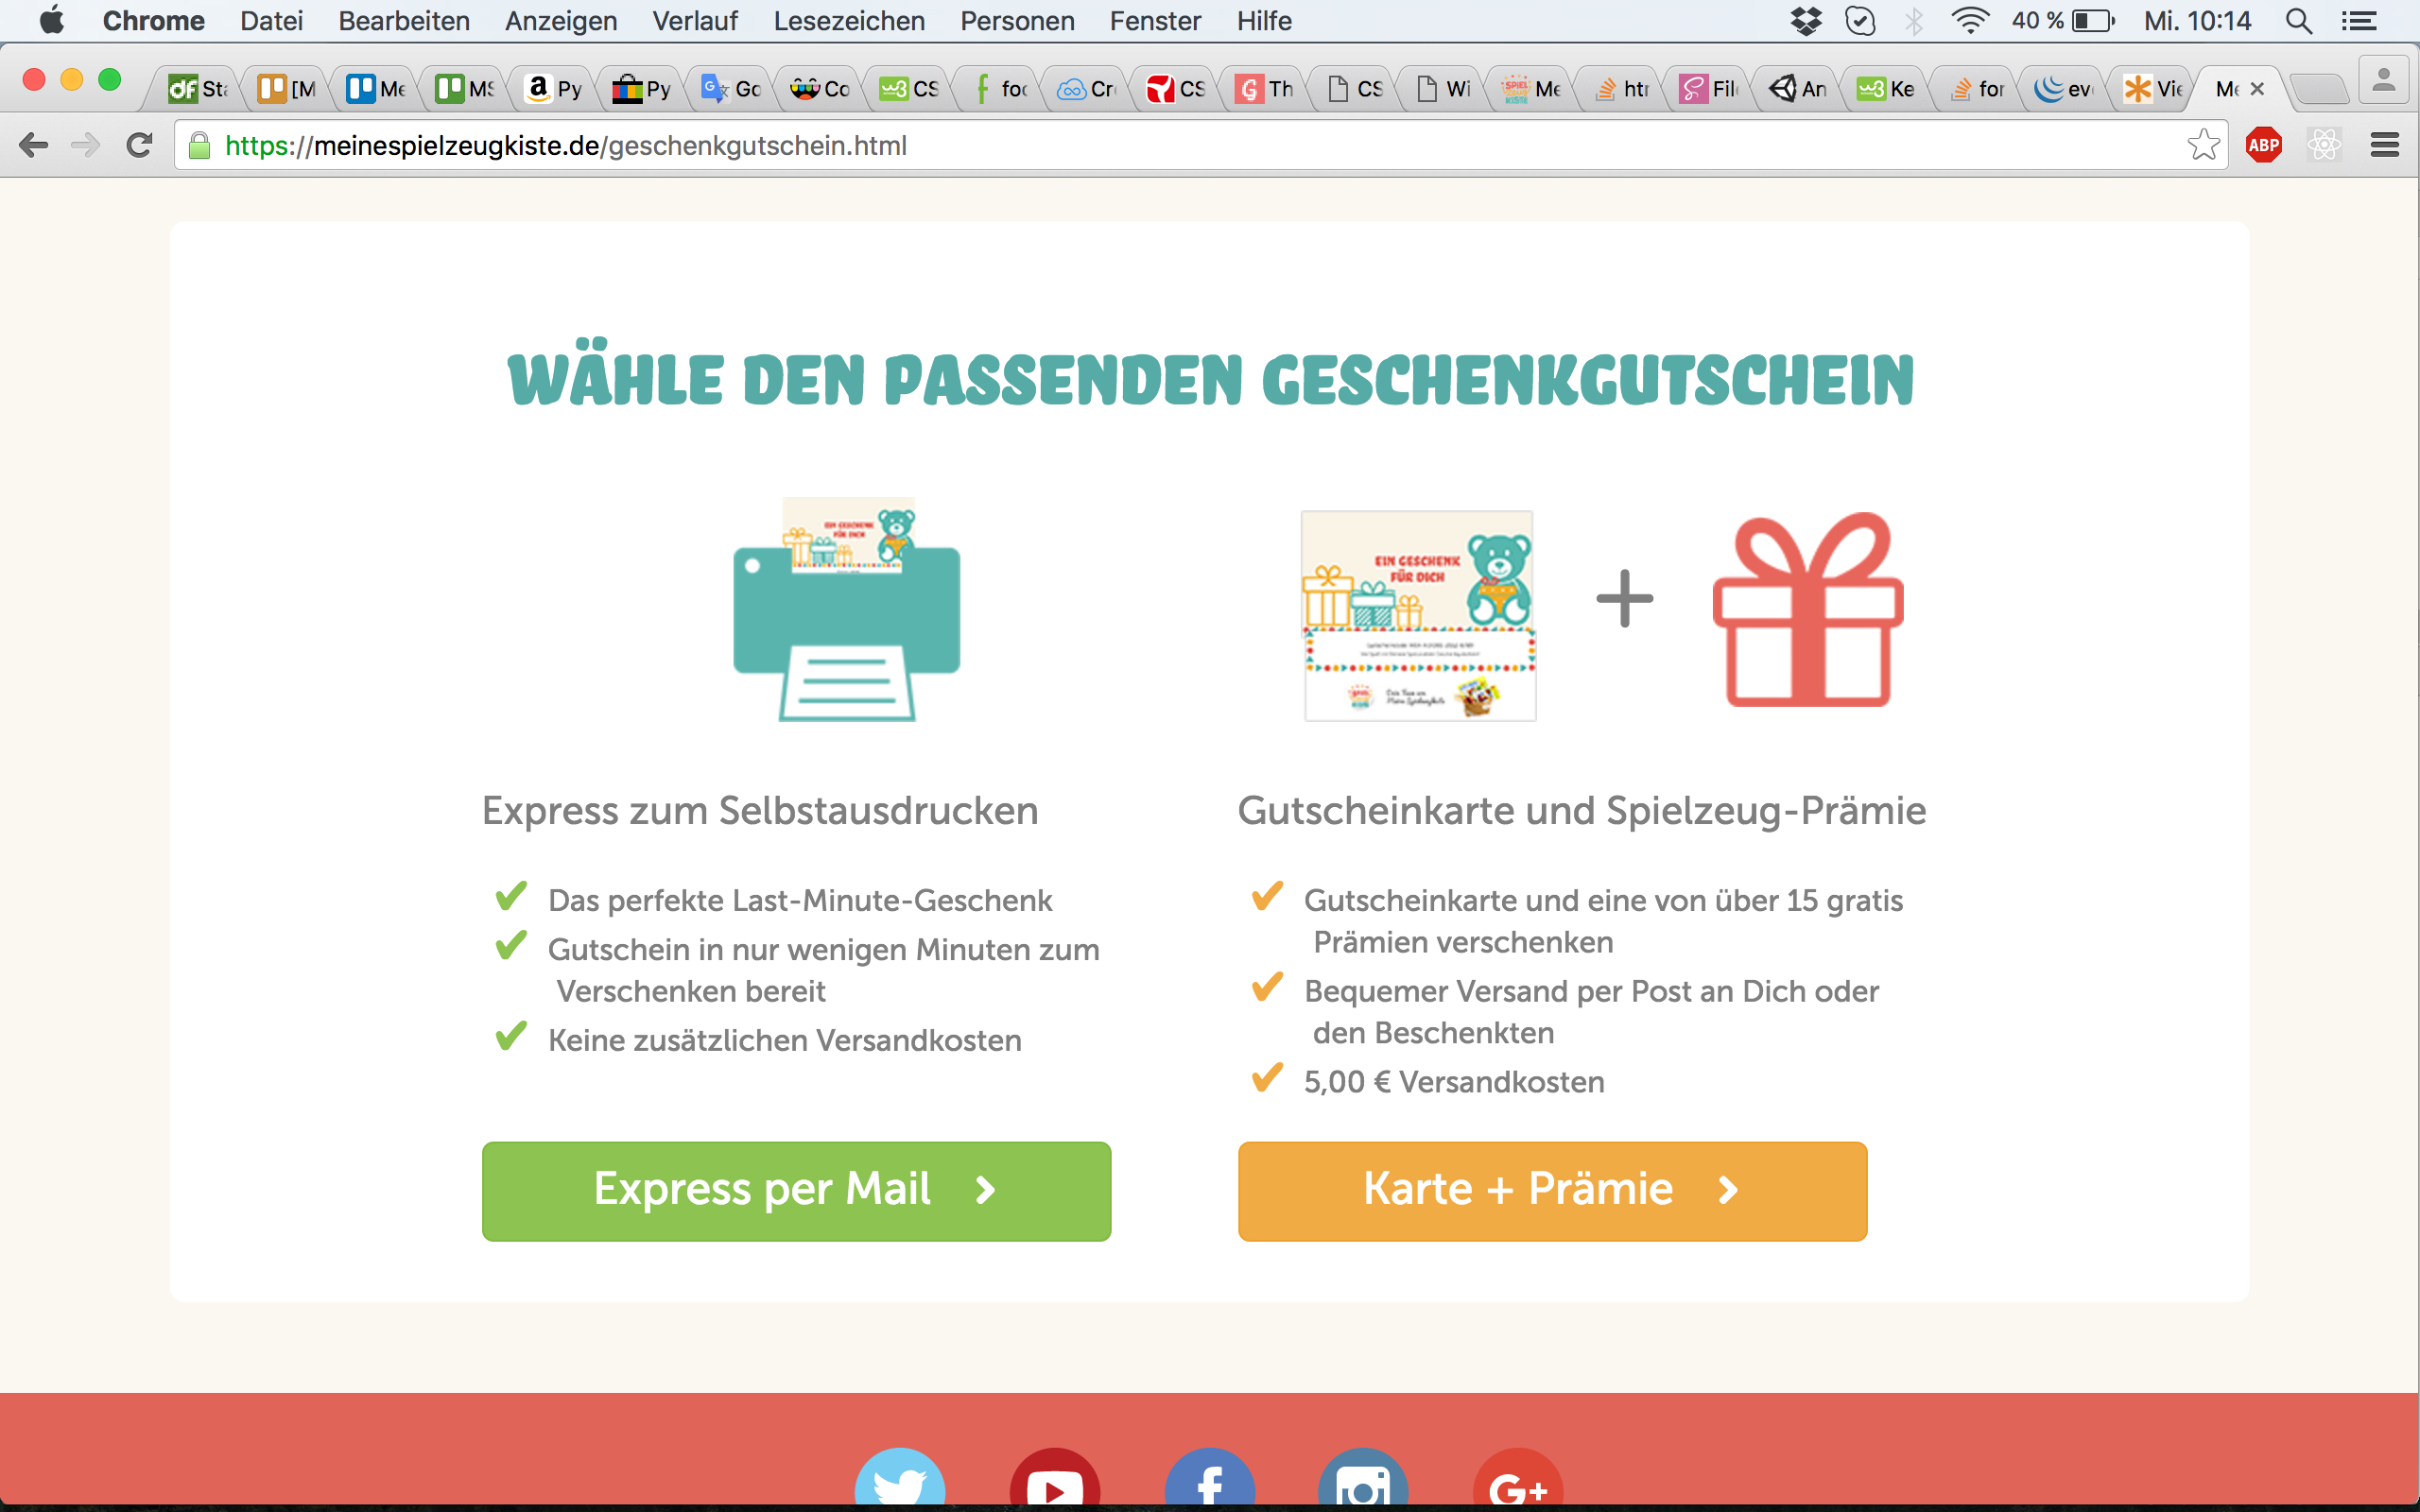 Chrome Datei Bearbeiten Anzeigen Verlauf Lesezeichen Personen Fenster Hilfe 40 % Mi. 10:14
df Sta [M Me MS Py Py Go Co CS foo Cr CS Th CS Wi Me htm Fil An Ke for eve Vie Me
https://meinespielzeugkiste.de/geschenkgutschein.html ABP
WÄHLE DEN PASSENDEN GESCHENKGUTSCHEIN
EIN GESCHENK
FÜR DICH
EIN GESCHENK
FÜR DICH
Express zum Selbstausdrucken
Das perfekte Last-Minute-Geschenk
Gutschein in nur wenigen Minuten zum
Verschenken bereit
Keine zusätzlichen Versandkosten
Express per Mail
Gutscheinkarte und Spielzeug-Prämie
Gutscheinkarte und eine von über 15 gratis
Prämien verschenken
Bequemer Versand per Post an Dich oder
den Beschenkten
5,00 € Versandkosten
Karte + Prämie
G+